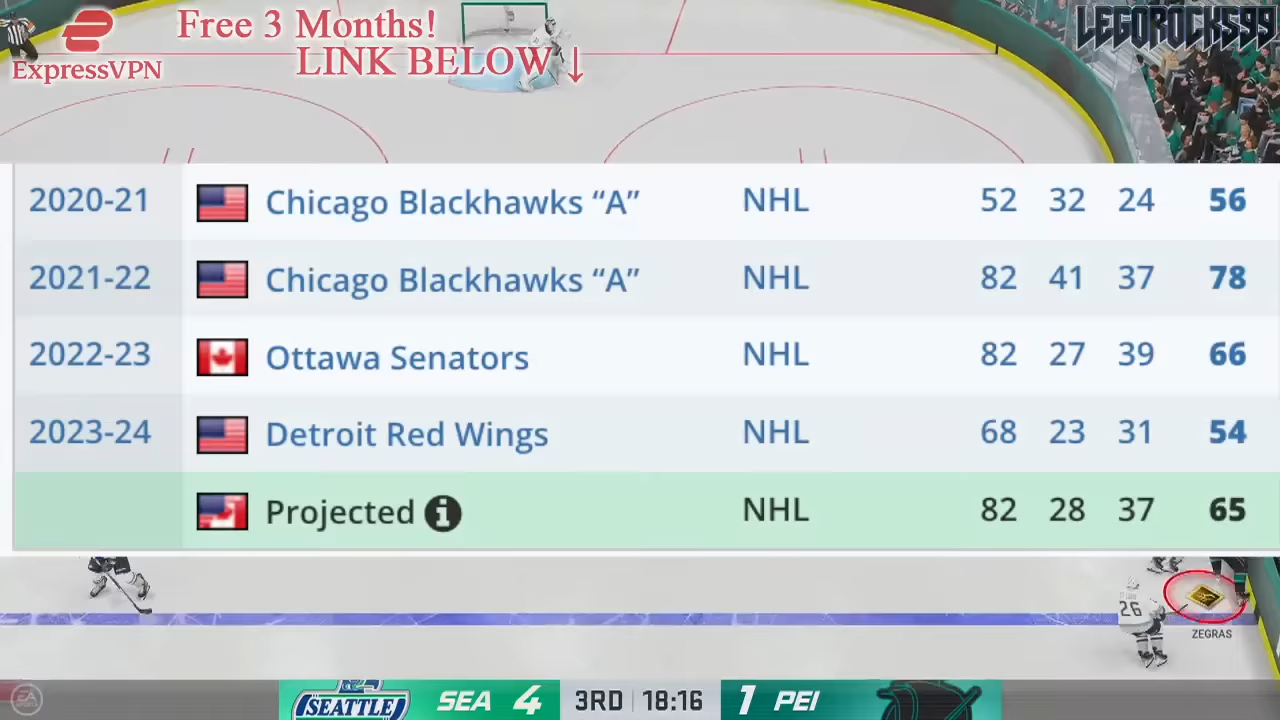 Free 3 Months!
LINK BELOW ↓
ExpressVPN
LEGOROCKS99
2020-21 Chicago Blackhawks “A” NHL 52 32 24 56
2021-22 Chicago Blackhawks “A” NHL 82 41 37 78
2022-23 Ottawa Senators NHL 82 27 39 66
2023-24 Detroit Red Wings NHL 68 23 31 54
Projected i NHL 82 28 37 65
26
ZEGRAS
EA
SEATTLE SEA 4 3RD 18:16 1 PEI